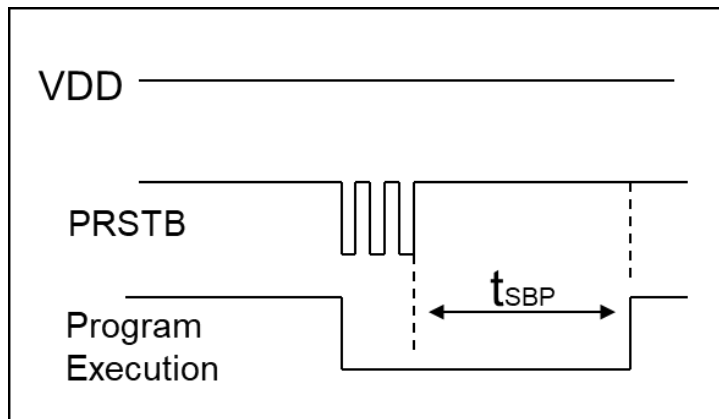 VDD
PRSTB
tSBP
Program
Execution